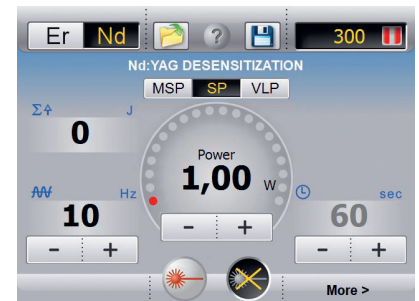 Er Nd ? 300
Nd:YAG DESENSITIZATION
MSP SP VLP
Σ J
0
Power
1,00 W
Hz
10
sec
60
- +
- +
- +
More >